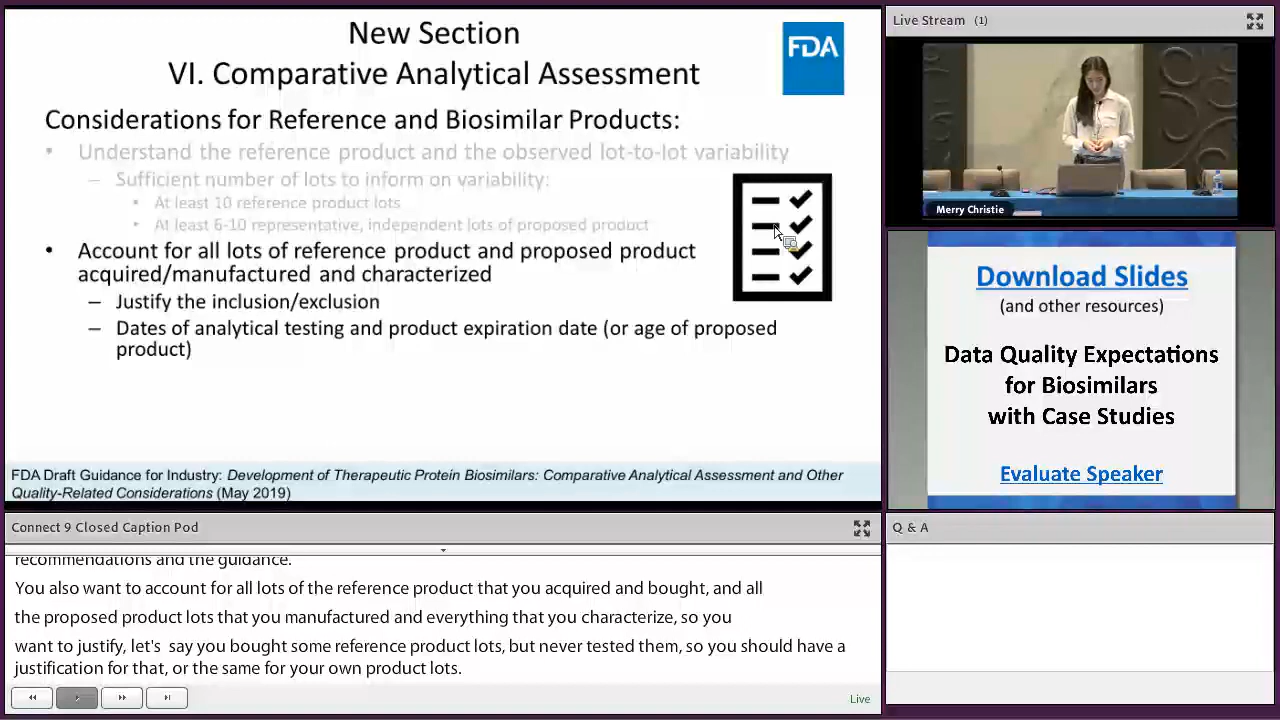 New Section
VI. Comparative Analytical Assessment
FDA
Considerations for Reference and Biosimilar Products:
• Understand the reference product and the observed lot-to-lot variability
– Sufficient number of lots to inform on variability:
• At least 10 reference product lots
• At least 6-10 representative, independent lots of proposed product
• Account for all lots of reference product and proposed product
acquired/manufactured and characterized
– Justify the inclusion/exclusion
– Dates of analytical testing and product expiration date (or age of proposed
product)
FDA Draft Guidance for Industry: Development of Therapeutic Protein Biosimilars: Comparative Analytical Assessment and Other
Quality-Related Considerations (May 2019)
Live Stream (1)
Merry Christie
Download Slides
(and other resources)
Data Quality Expectations
for Biosimilars
with Case Studies
Evaluate Speaker
Connect 9 Closed Caption Pod
recommendations and the guidance.
You also want to account for all lots of the reference product that you acquired and bought, and all
the proposed product lots that you manufactured and everything that you characterize, so you
want to justify, let's say you bought some reference product lots, but never tested them, so you should have a
justification for that, or the same for your own product lots.
Live
Q & A